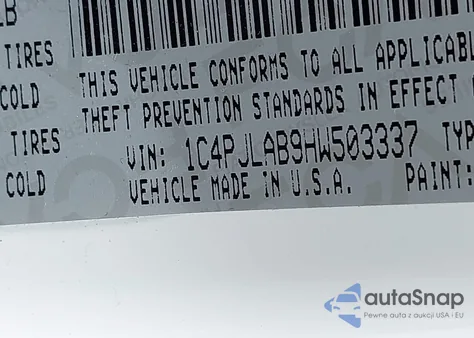 LB
TIRES
THIS VEHICLE CONFORMS TO ALL APPLICABL
COLD
THEFT PREVENTION STANDARDS IN EFFECT
TIRES
VIN: 1C4PJLAB9HW503337 TYP
COLD
VEHICLE MADE IN U.S.A. PAINT:
autaSnap
Pewne auta z aukcji USA i EU